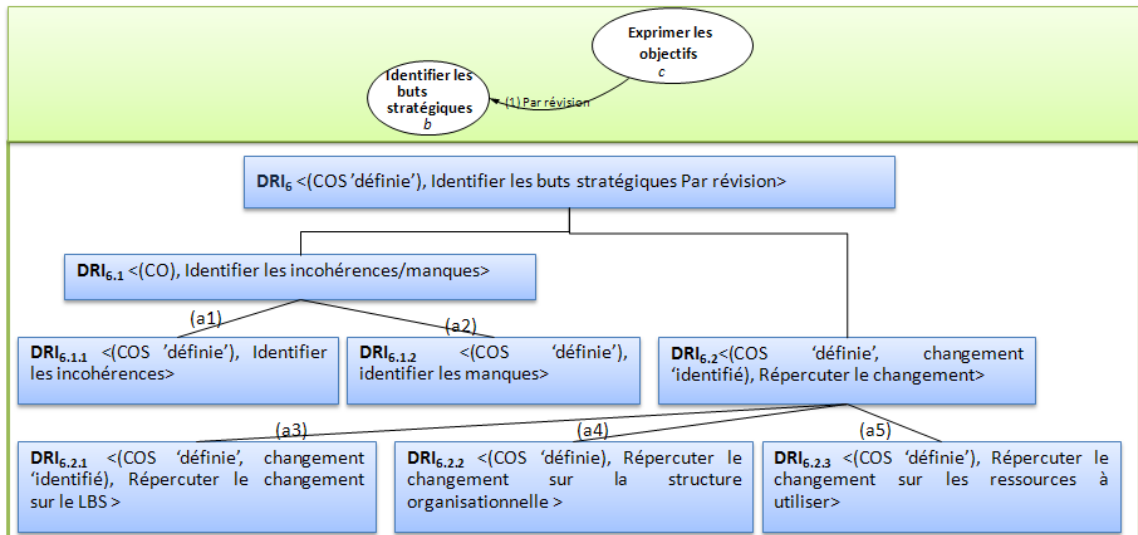 Exprimer les
objectifs
c
Identifier les
buts
stratégiques
b
(1) Par révision
DRI6 <(COS ’définie’), Identifier les buts stratégiques Par révision>
DRI6.1 <(CO), Identifier les incohérences/manques>
(a1)
(a2)
DRI6.1.1 <(COS ’définie’), Identifier
les incohérences>
DRI6.1.2 <(COS ‘définie’),
identifier les manques>
DRI6.2<(COS ‘définie’, changement
‘identifié), Répercuter le changement>
(a3)
(a4)
(a5)
DRI6.2.1 <(COS ‘définie’, changement
‘identifié), Répercuter le changement
sur le LBS >
DRI6.2.2 <(COS ‘définie), Répercuter le
changement sur la structure
organisationnelle >
DRI6.2.3 <(COS ‘définie’), Répercuter
le changement sur les ressources à
utiliser>